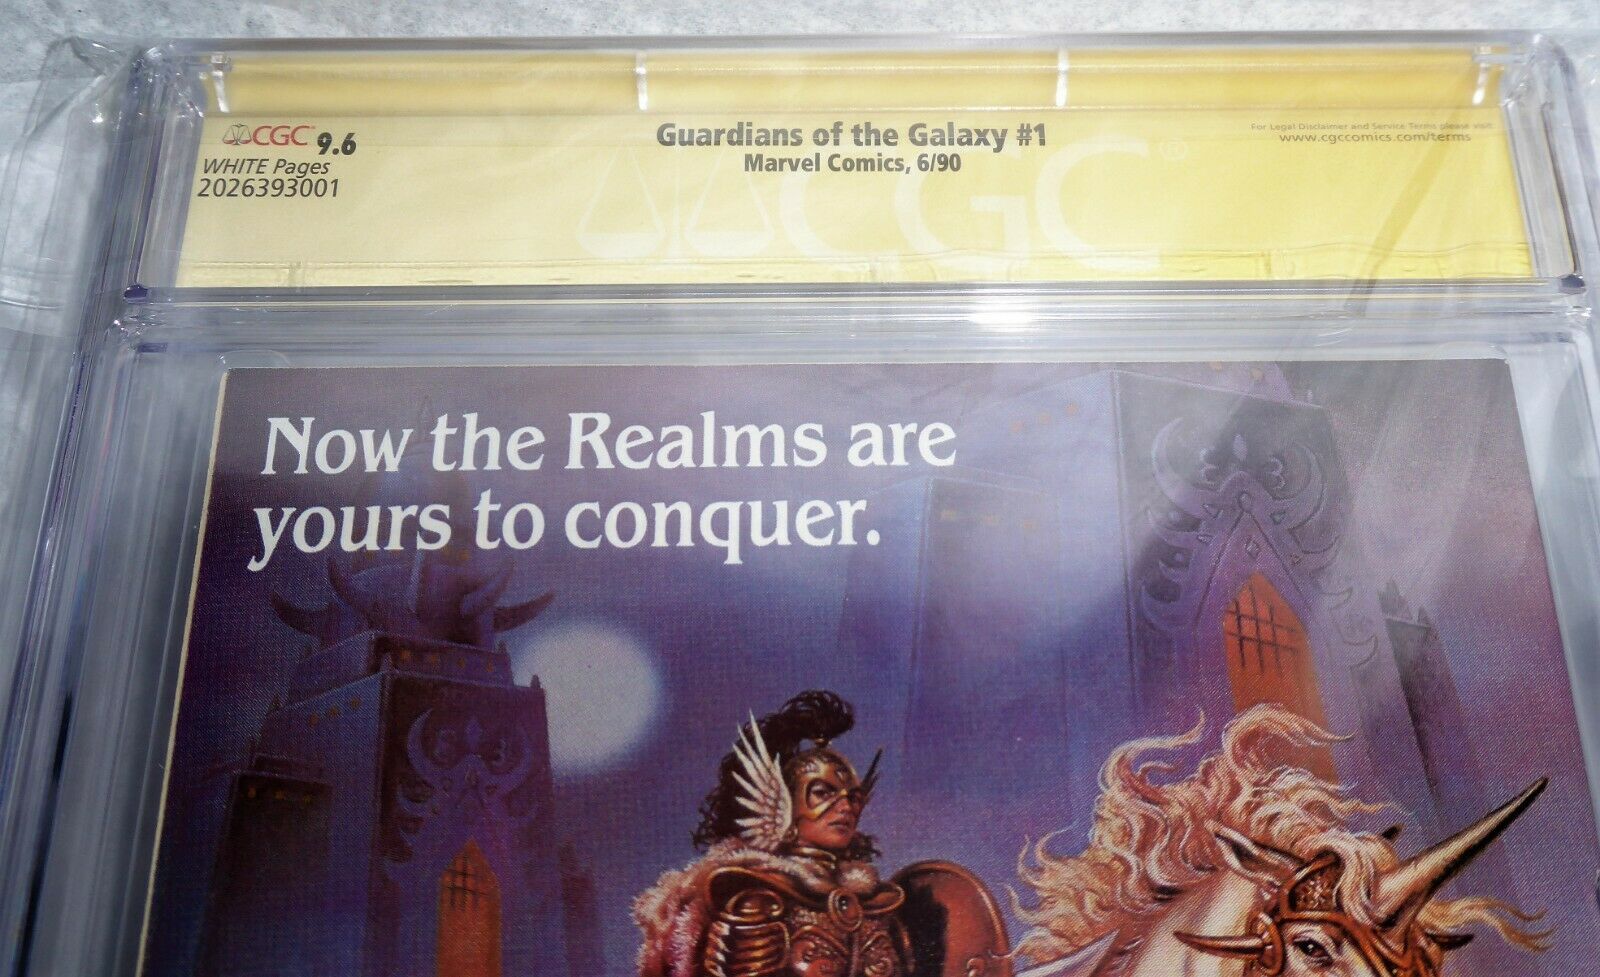 CGC 9.6
WHITE Pages
2026393001
Guardians of the Galaxy #1
Marvel Comics, 6/90
For Legal Disclaimer and Service Terms please visit
www.cgccomics.com/terms
CGC
Now the Realms are
yours to conquer.